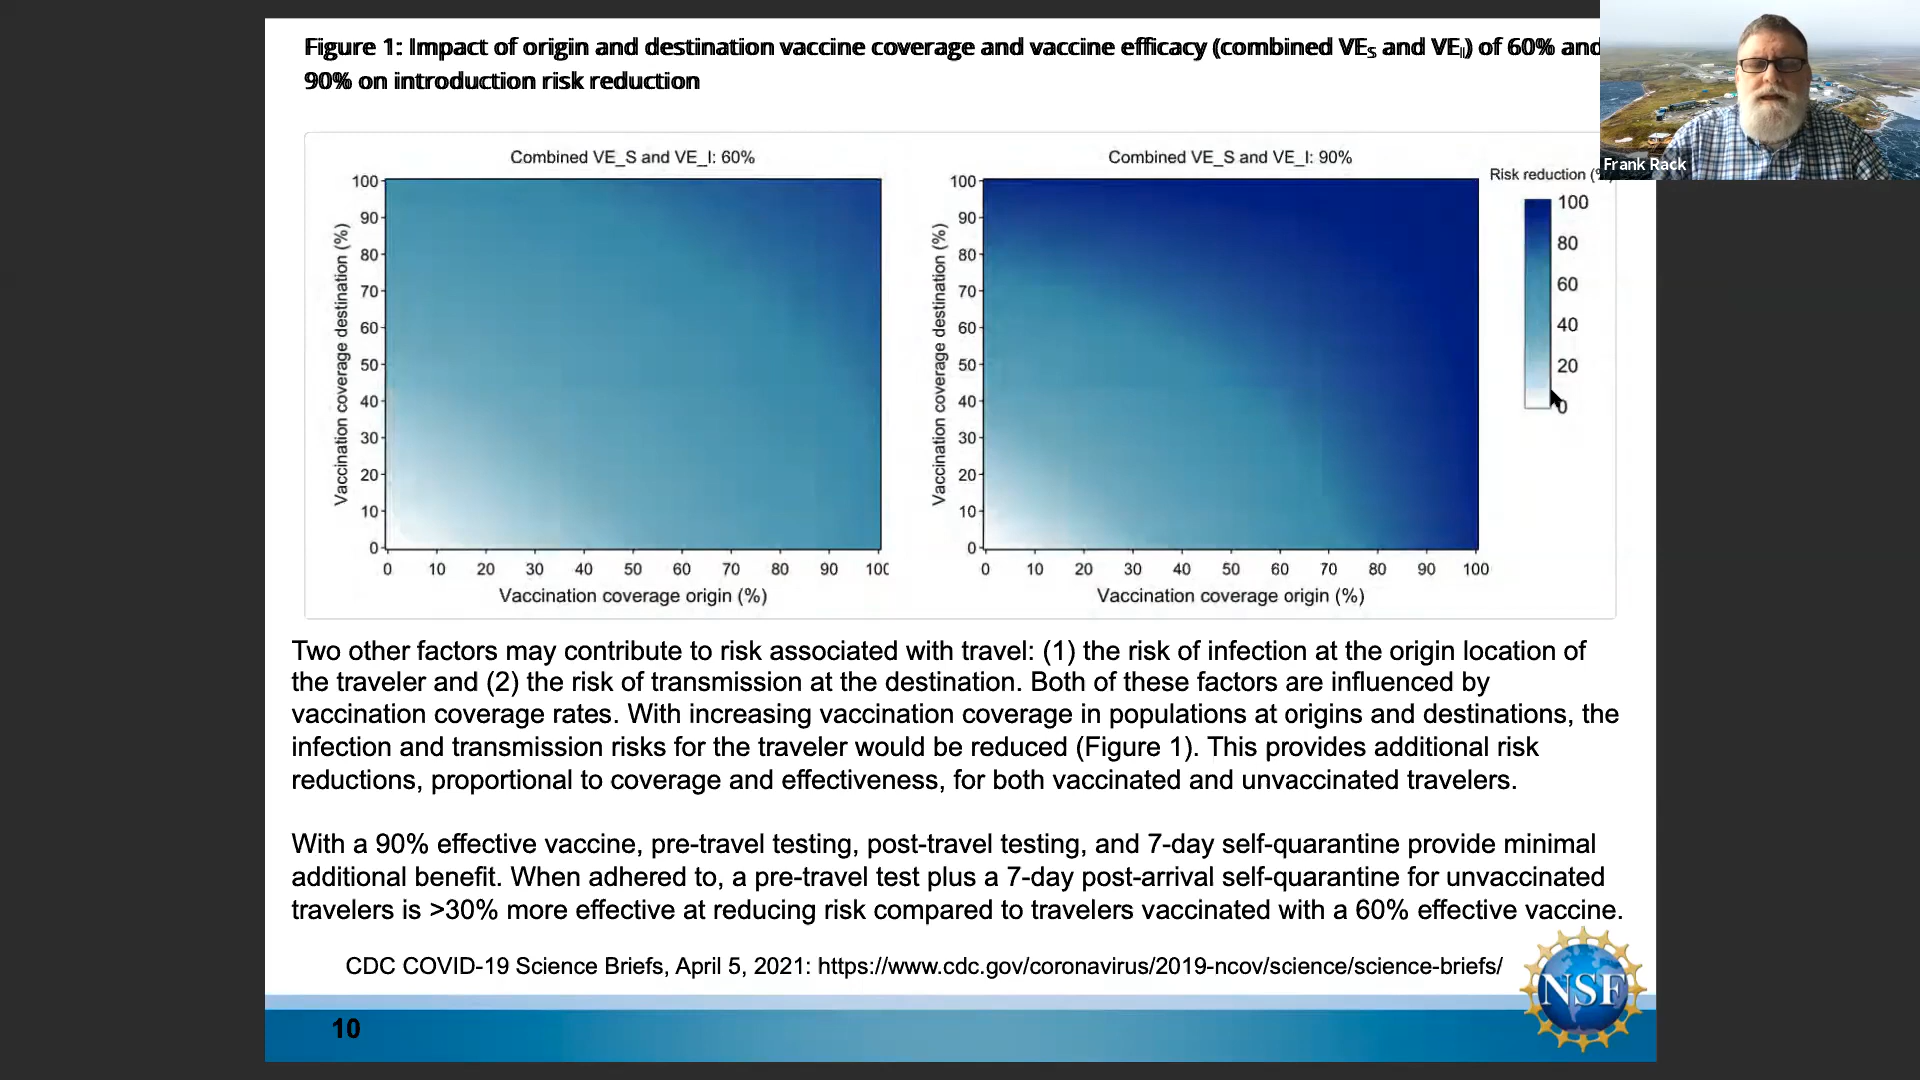 Figure 1: Impact of origin and destination vaccine coverage and vaccine efficacy (combined VES and VEI) of 60% and
90% on introduction risk reduction
Frank Rack
Combined VE_S and VE_I: 60%
Vaccination coverage destination (%)
100
90
80
70
60
50
40
30
20
10
0
0 10 20 30 40 50 60 70 80 90 100
Vaccination coverage origin (%)
Combined VE_S and VE_I: 90%
Vaccination coverage destination (%)
100
90
80
70
60
50
40
30
20
10
0
0 10 20 30 40 50 60 70 80 90 100
Vaccination coverage origin (%)
Risk reduction (%
100
80
60
40
20
0
Two other factors may contribute to risk associated with travel: (1) the risk of infection at the origin location of
the traveler and (2) the risk of transmission at the destination. Both of these factors are influenced by
vaccination coverage rates. With increasing vaccination coverage in populations at origins and destinations, the
infection and transmission risks for the traveler would be reduced (Figure 1). This provides additional risk
reductions, proportional to coverage and effectiveness, for both vaccinated and unvaccinated travelers.
With a 90% effective vaccine, pre-travel testing, post-travel testing, and 7-day self-quarantine provide minimal
additional benefit. When adhered to, a pre-travel test plus a 7-day post-arrival self-quarantine for unvaccinated
travelers is >30% more effective at reducing risk compared to travelers vaccinated with a 60% effective vaccine.
CDC COVID-19 Science Briefs, April 5, 2021: https://www.cdc.gov/coronavirus/2019-ncov/science/science-briefs/
NSF
10